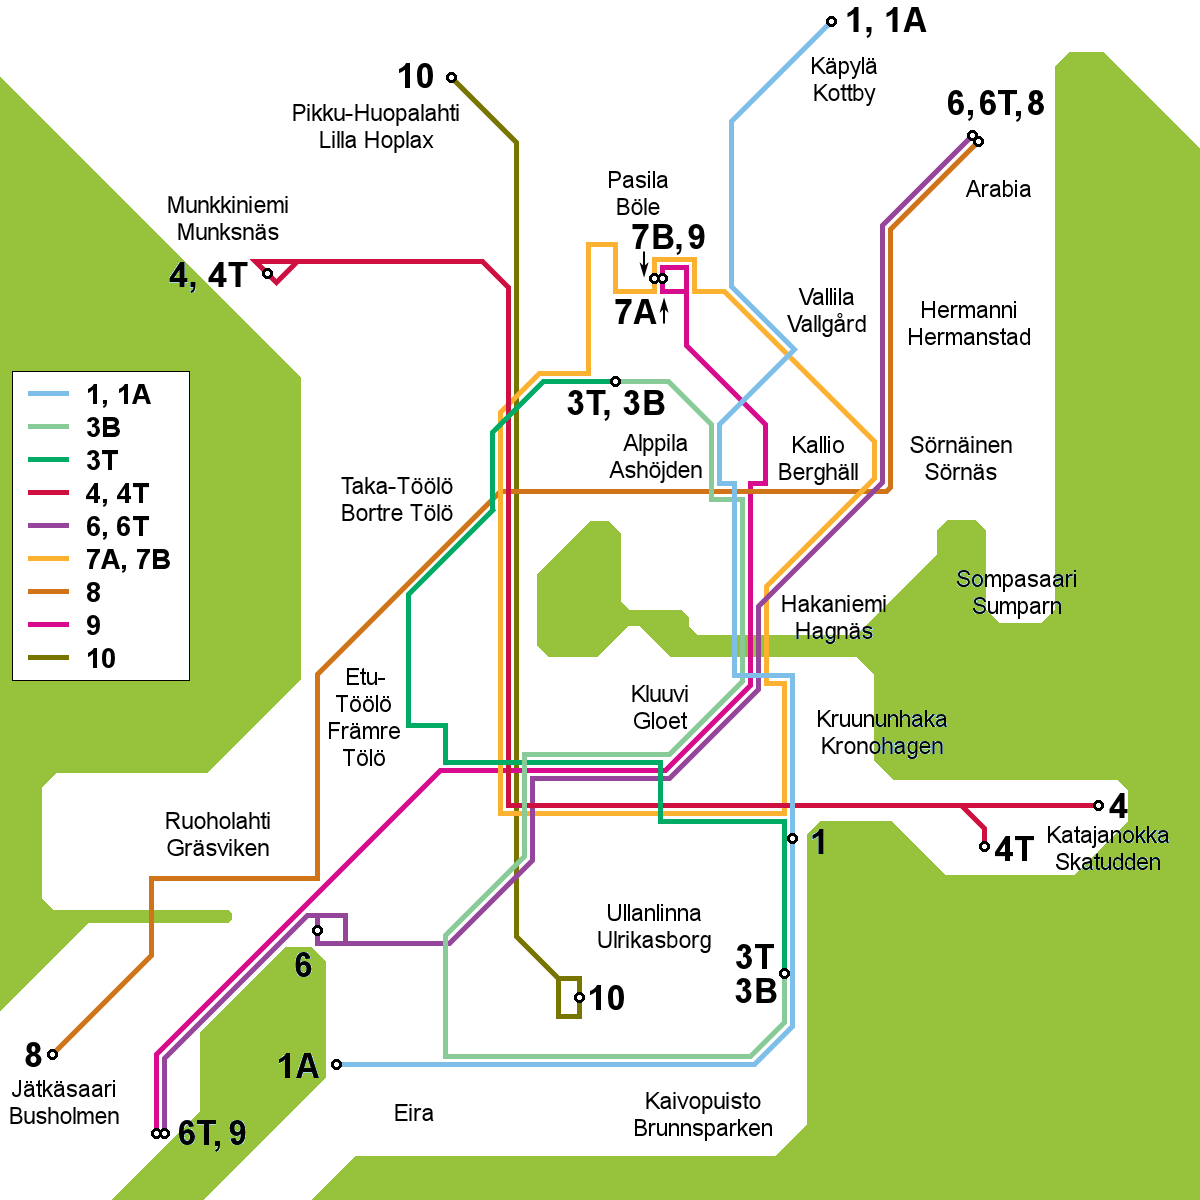 1, 1A
Käpylä
Kottby
10
Pikku-Huopalahti
Lilla Hoplax
6, 6T, 8
Arabia
Pasila
Böle
7B, 9
7A
Munkkiniemi
Munksnäs
4, 4T
Vallila
Vallgård
Hermanni
Hermanstad
1, 1A
3B
3T
4, 4T
6, 6T
7A, 7B
8
9
10
3T, 3B
Alppila
Ashöjden
Kallio
Berghäll
Sörnäinen
Sörnäs
Taka-Töölö
Bortre Tölö
Sompasaari
Sumparn
Hakaniemi
Hagnäs
Etu-
Töölö
Främre
Tölö
Kluuvi
Gloet
Kruununhaka
Kronohagen
4
Katajanokka
Skatudden
4T
1
Ruoholahti
Gräsviken
Ullanlinna
Ulrikasborg
3T
3B
6
10
8
Jätkäsaari
Busholmen
1A
6T, 9
Eira
Kaivopuisto
Brunnsparken